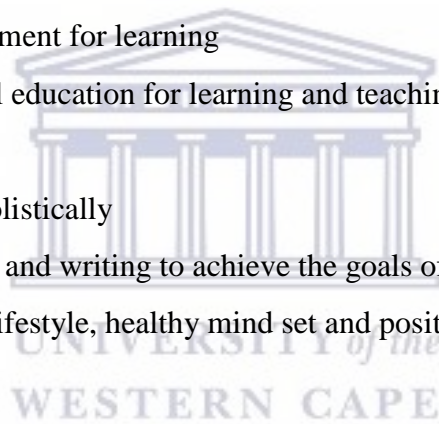 ment for learning
l education for learning and teachin
listically
and writing to achieve the goals of
ifestyle, healthy mind set and posit
UNIVERSITY of the
WESTERN CAPE